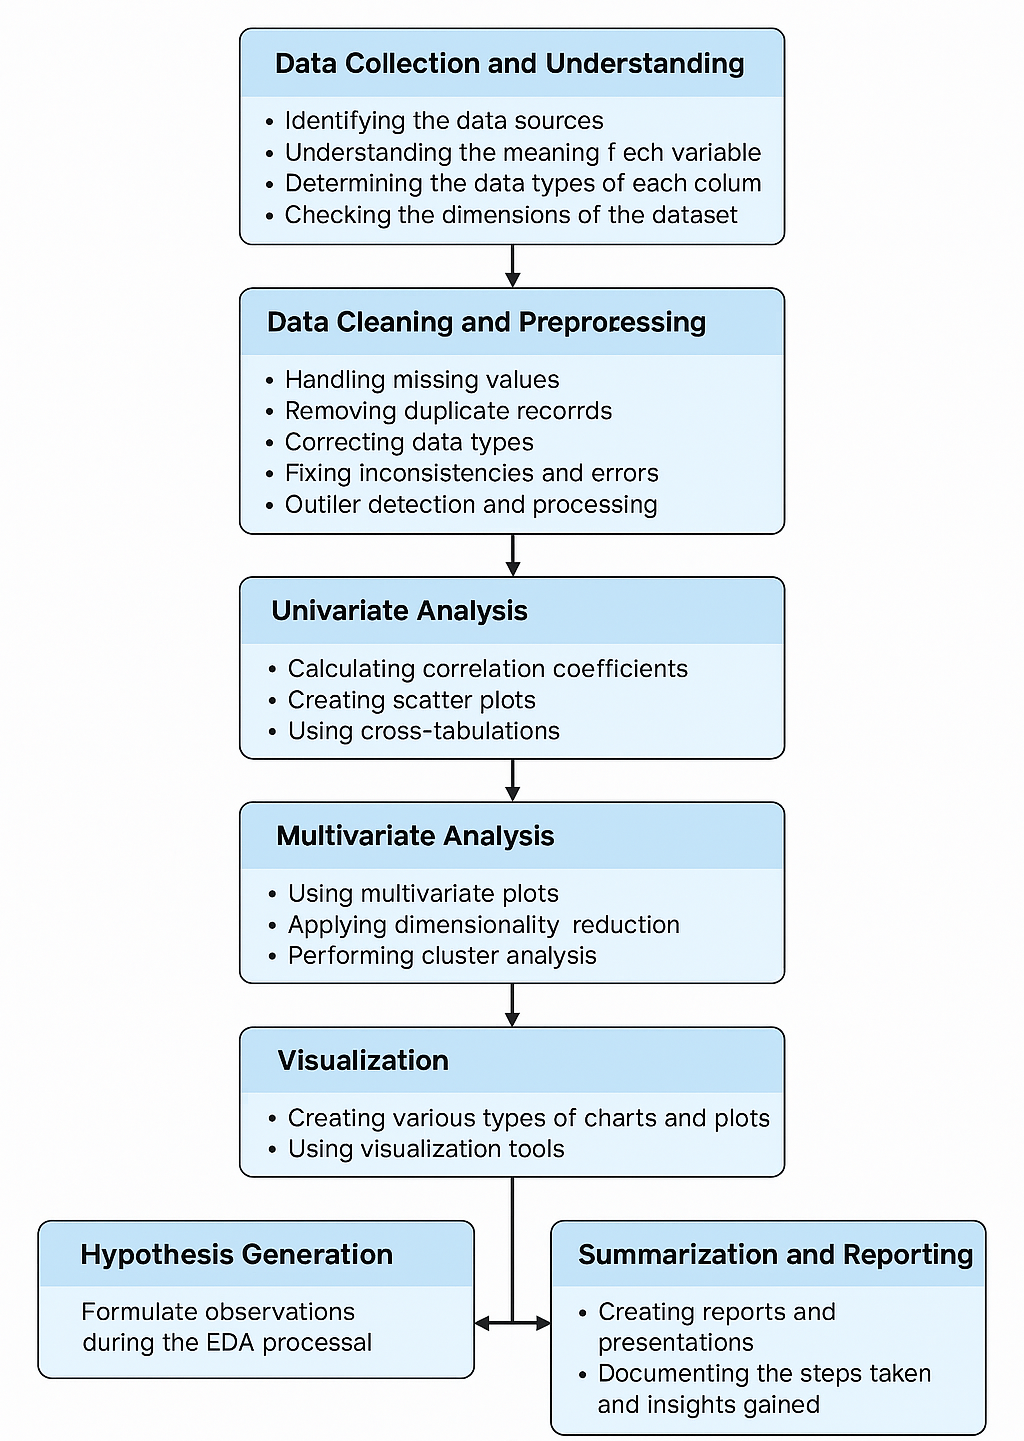 Data Collection and Understanding
• Identifying the data sources
• Understanding the meaning f ech variable
• Determining the data types of each colum
• Checking the dimensions of the dataset
Data Cleaning and Preprocessing
• Handling missing values
• Removing duplicate recorrds
• Correcting data types
• Fixing inconsistencies and errors
• Outiler detection and processing
Univariate Analysis
• Calculating correlation coefficients
• Creating scatter plots
• Using cross-tabulations
Multivariate Analysis
• Using multivariate plots
• Applying dimensionality reduction
• Performing cluster analysis
Visualization
• Creating various types of charts and plots
• Using visualization tools
Hypothesis Generation
Formulate observations
during the EDA processal
Summarization and Reporting
• Creating reports and
presentations
• Documenting the steps taken
and insights gained